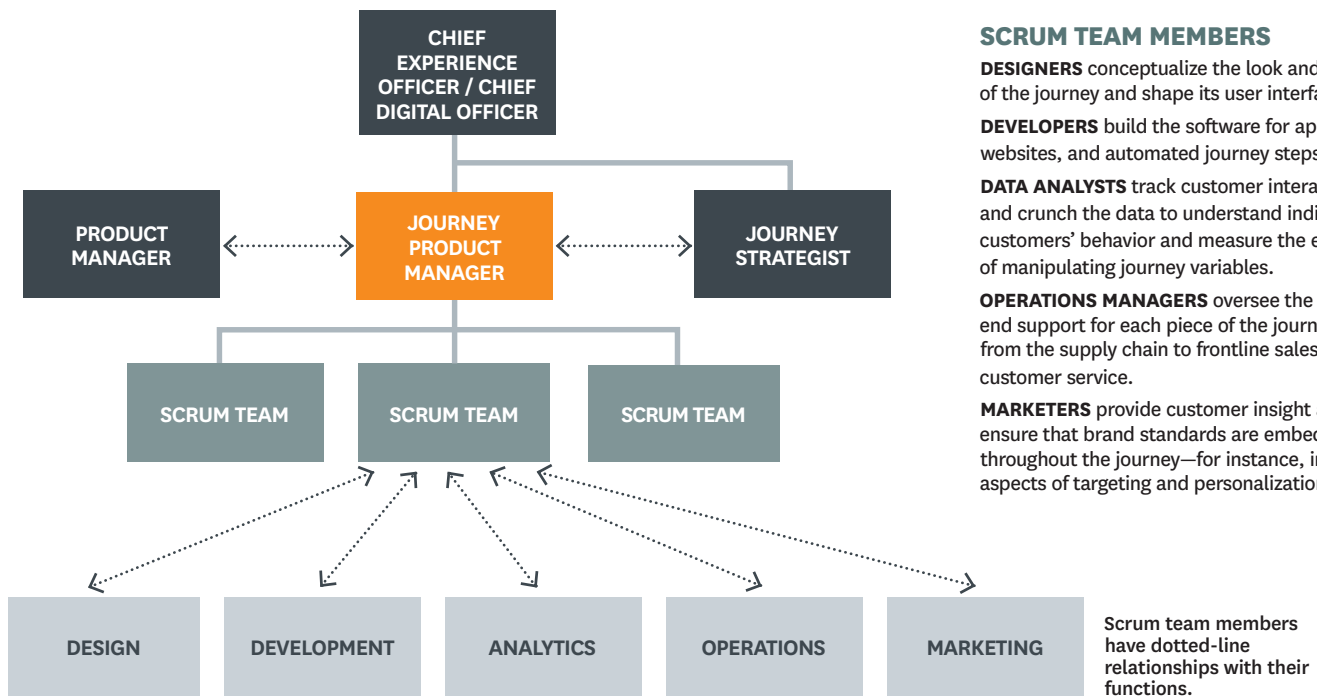 CHIEF
EXPERIENCE
OFFICER / CHIEF
DIGITAL OFFICER
PRODUCT
MANAGER
JOURNEY
PRODUCT
MANAGER
JOURNEY
STRATEGIST
SCRUM TEAM
SCRUM TEAM
SCRUM TEAM
DESIGN
DEVELOPMENT
ANALYTICS
OPERATIONS
MARKETING
SCRUM TEAM MEMBERS
DESIGNERS conceptualize the look and
of the journey and shape its user
DEVELOPERS build the software for
websites, and automated journey steps
DATA ANALYSTS track customer
and crunch the data to understand
customers’ behavior and measure the
of manipulating journey variables.
OPERATIONS MANAGERS oversee the
end support for each piece of the
from the supply chain to frontline sales
customer service.
MARKETERS provide customer insight
ensure that brand standards are
throughout the journey—for instance,
aspects of targeting and
Scrum team members
have dotted-line
relationships with their
functions.